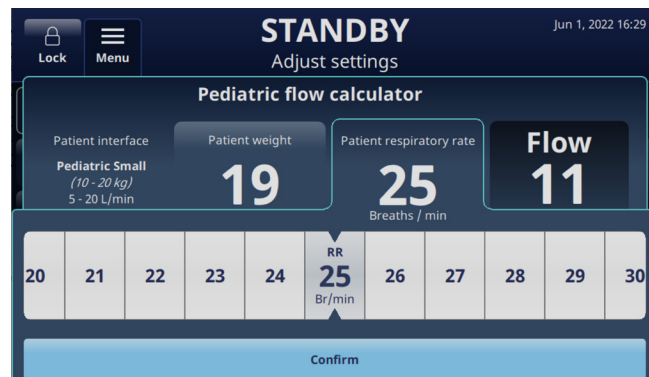 STANDBY
Jun 1, 2022 16:29
Lock
Menu
Adjust settings
Pediatric flow calculator
Patient interface
Pediatric Small
(10 - 20 kg)
5 - 20 L/min
Patient weight
19
Patient respiratory rate
25
Breaths / min
Flow
11
20 21 22 23 24 RR 25 Br/min 26 27 28 29 30
Confirm